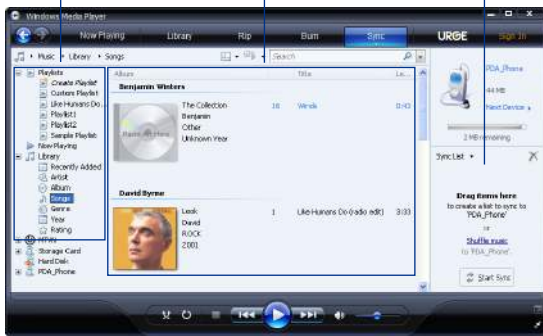 Windows Media Player
Now Playing Library Rip Burn Sync URGE Sign In
Music Library Songs Search
Playlists
Create Playlist
Custom Playlist
Like Humans Do...
Playlist1
Playlist2
Sample Playlist
Now Playing
Library
Recently Added
Artist
Album
Songs
Genre
Year
Rating
MTVN
Storage Card
Hard Disk
PDA_Phone
Album Title Le...
Benjamin Winters
The Collection
Benjamin
Other
Unknown Year
0:43
David Byrne
Look
David
ROCK
2001
1 Like Humans Do (radio edit) 3:33
PDA_Phone
44 MB
Next Device
2 MB remaining
Sync List
Drag items here
to create a list to sync to
'PDA_Phone'
or
Shuffle music
to 'PDA_Phone'.
Start Sync